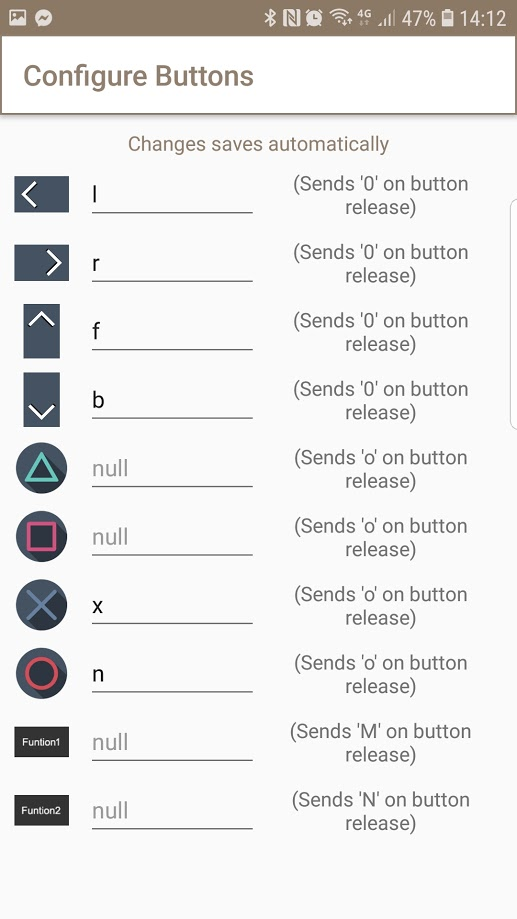 4G 47% 14:12
Configure Buttons
Changes saves automatically
l (Sends '0' on button
release)
r (Sends '0' on button
release)
f (Sends '0' on button
release)
b (Sends '0' on button
release)
null (Sends 'o' on button
release)
null (Sends 'o' on button
release)
x (Sends 'o' on button
release)
n (Sends 'o' on button
release)
Funtion1 null (Sends 'M' on button
release)
Funtion2 null (Sends 'N' on button
release)